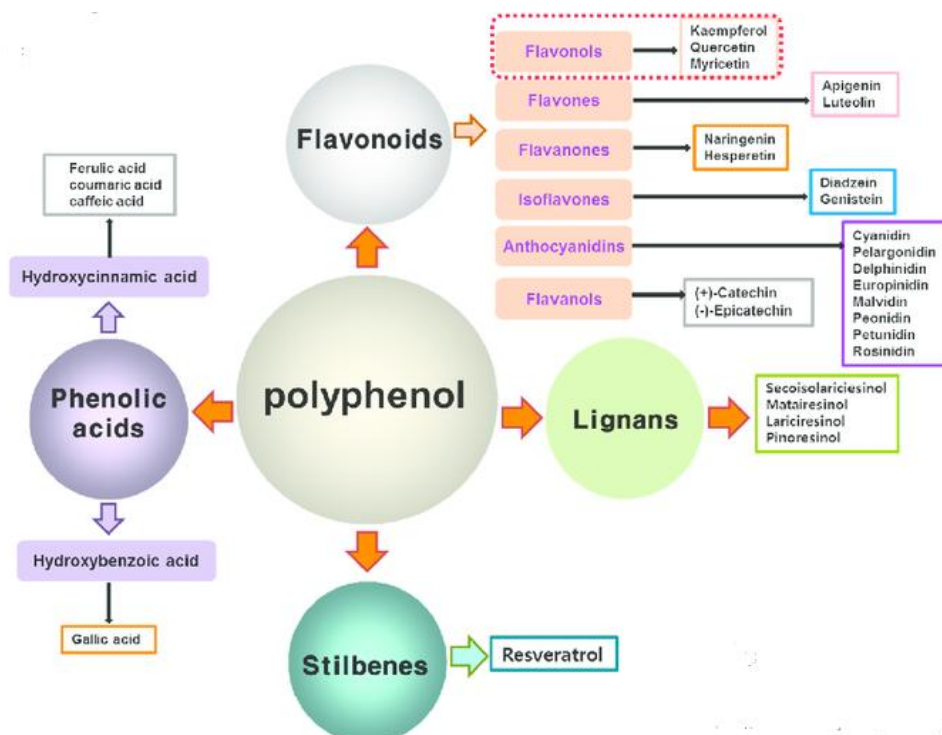 Flavonoids
Flavonols
Kaempferol
Quercetin
Myricetin
Flavones
Apigenin
Luteolin
Flavanones
Naringenin
Hesperetin
Isoflavones
Diadzein
Genistein
Anthocyanidins
Cyanidin
Pelargonidin
Delphinidin
Europinidin
Malvidin
Peonidin
Petunidin
Rosinidin
Flavanols
(+)-Catechin
(-)-Epicatechin
Ferulic acid
coumaric acid
caffeic acid
Hydroxycinnamic acid
Phenolic
acids
Hydroxybenzoic acid
Gallic acid
polyphenol
Lignans
Secoisolariciesinol
Matairesinol
Lariciresinol
Pinoresinol
Stilbenes
Resveratrol